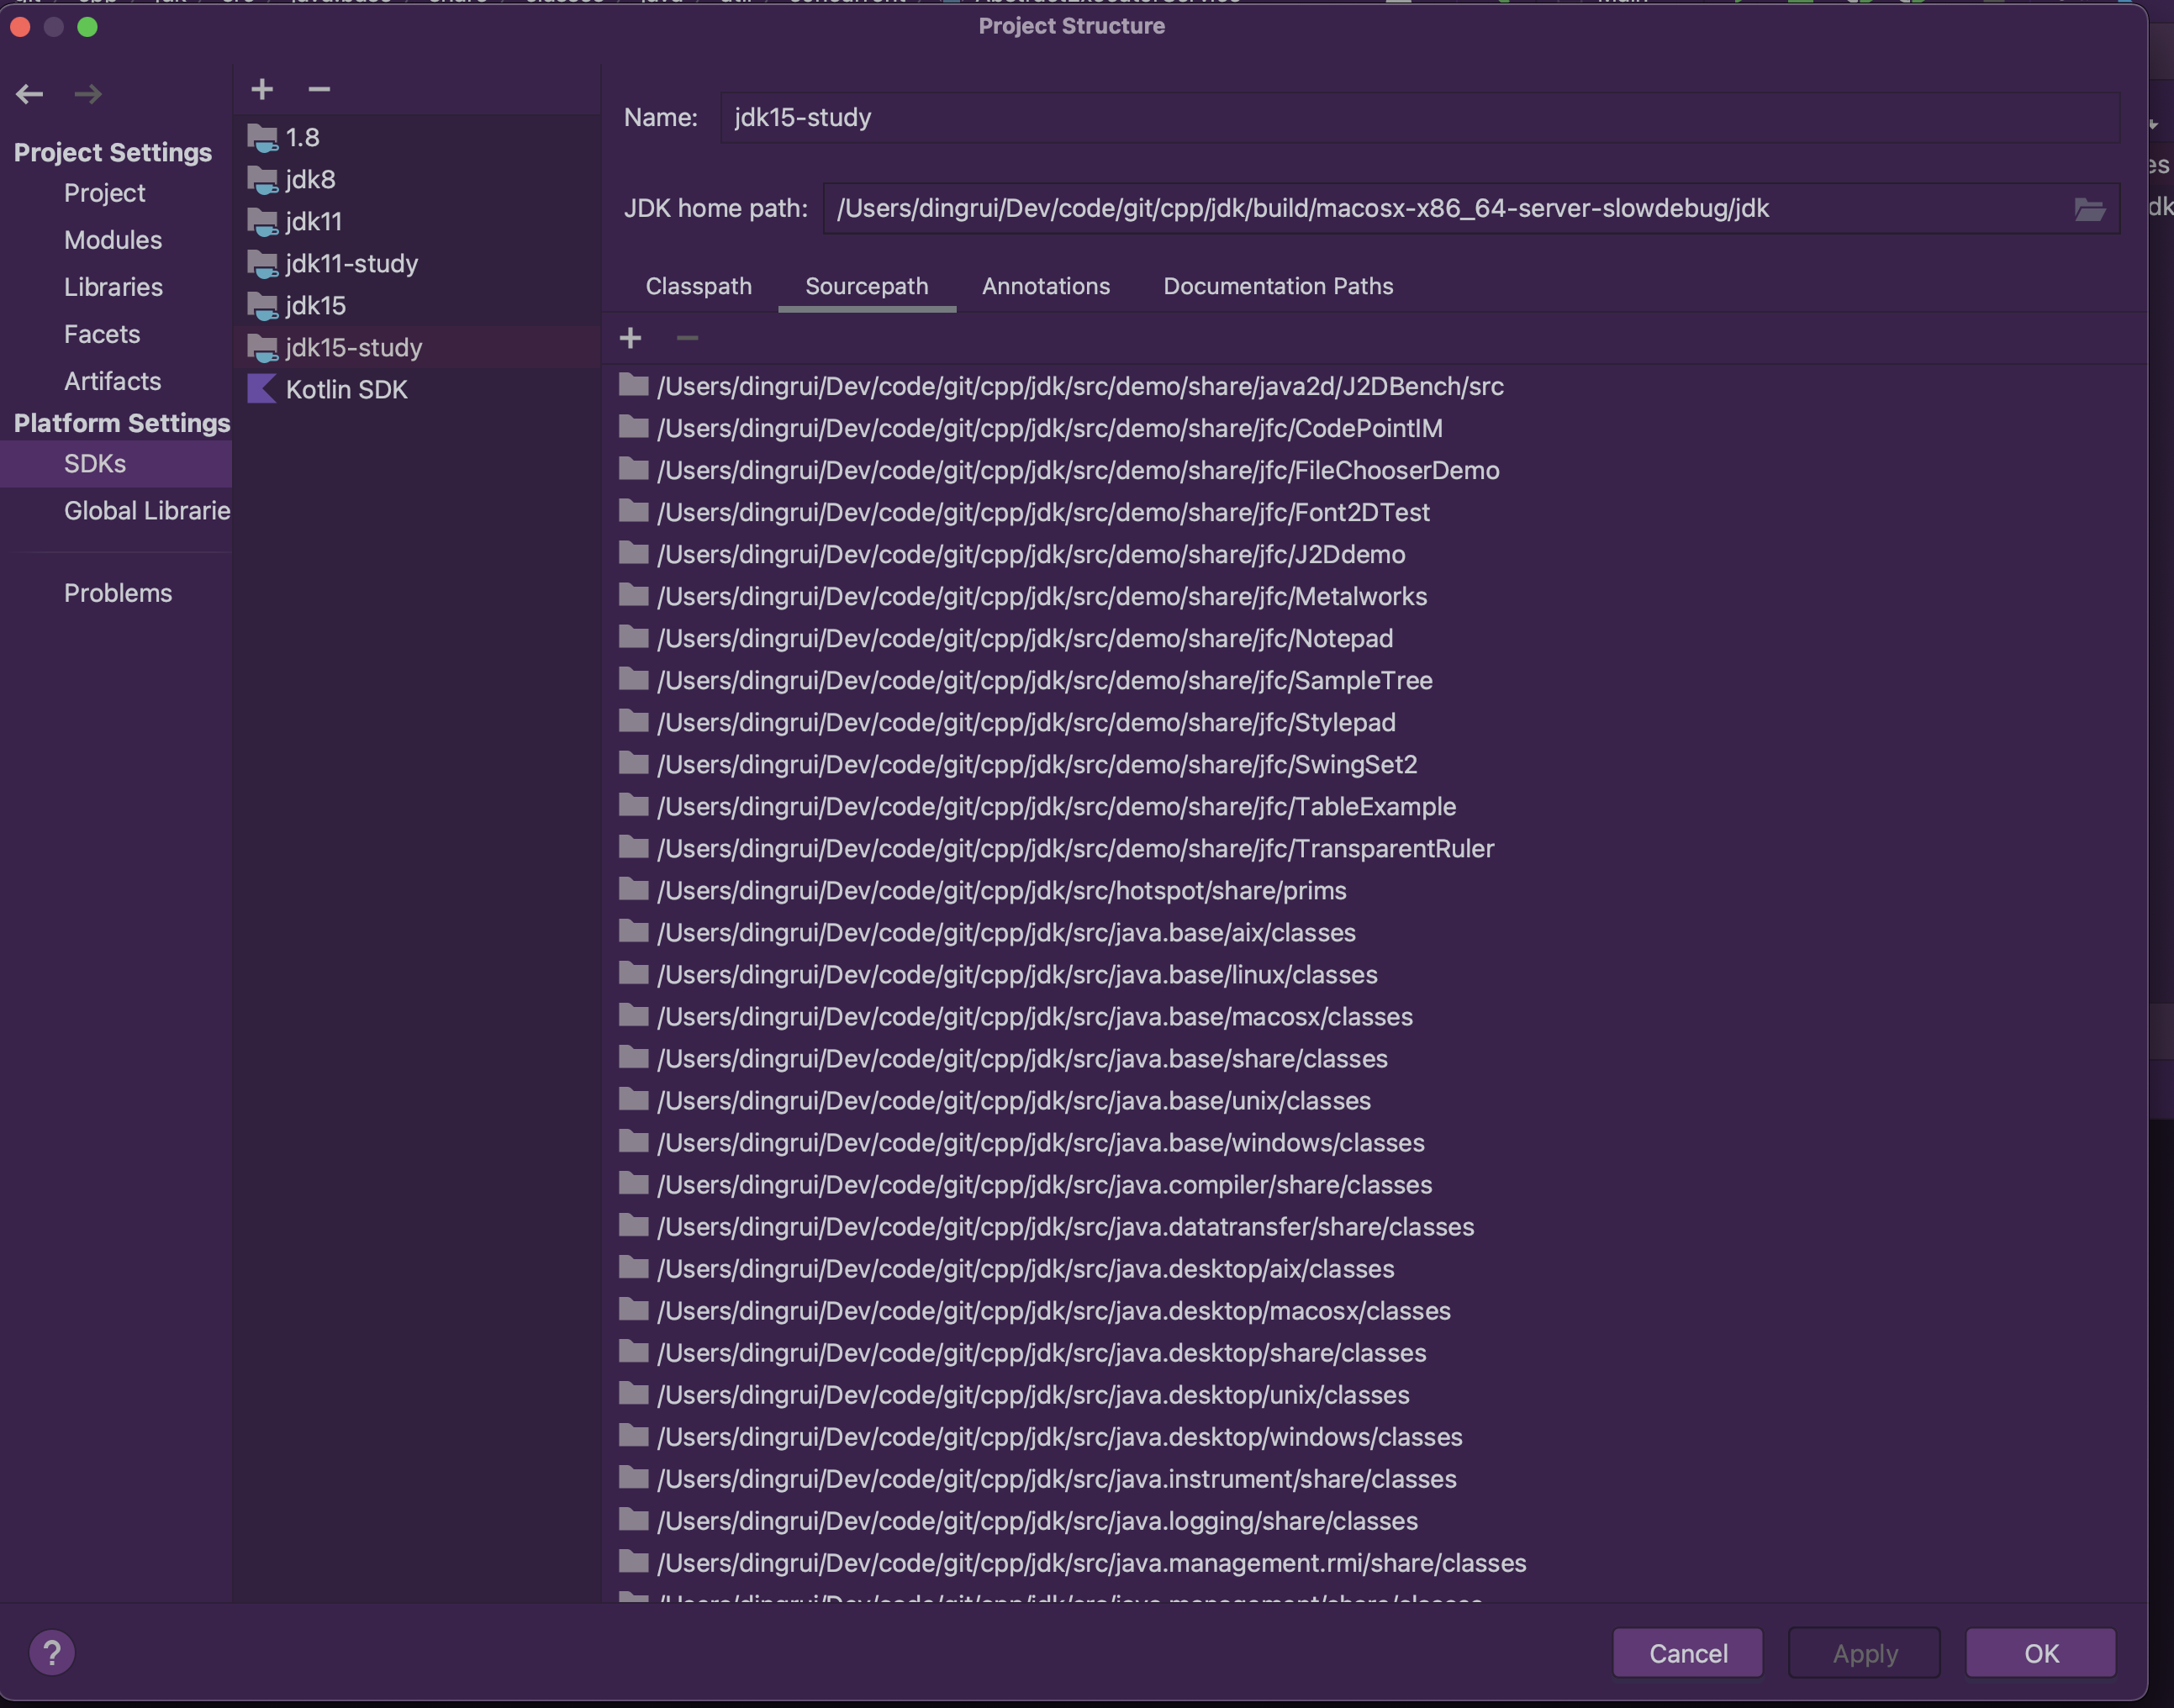 Project Structure
Project Settings
Project
Modules
Libraries
Facets
Artifacts
Platform Settings
SDKs
Global Librarie
Problems
1.8
jdk8
jdk11
jdk11-study
jdk15
jdk15-study
Kotlin SDK
Name: jdk15-study
JDK home path: /Users/dingrui/Dev/code/git/cpp/jdk/build/macosx-x86_64-server-slowdebug/jdk
Classpath Sourcepath Annotations Documentation Paths
/Users/dingrui/Dev/code/git/cpp/jdk/src/demo/share/java2d/J2DBench/src
/Users/dingrui/Dev/code/git/cpp/jdk/src/demo/share/jfc/CodePointIM
/Users/dingrui/Dev/code/git/cpp/jdk/src/demo/share/jfc/FileChooserDemo
/Users/dingrui/Dev/code/git/cpp/jdk/src/demo/share/jfc/Font2DTest
/Users/dingrui/Dev/code/git/cpp/jdk/src/demo/share/jfc/J2Ddemo
/Users/dingrui/Dev/code/git/cpp/jdk/src/demo/share/jfc/Metalworks
/Users/dingrui/Dev/code/git/cpp/jdk/src/demo/share/jfc/Notepad
/Users/dingrui/Dev/code/git/cpp/jdk/src/demo/share/jfc/SampleTree
/Users/dingrui/Dev/code/git/cpp/jdk/src/demo/share/jfc/Stylepad
/Users/dingrui/Dev/code/git/cpp/jdk/src/demo/share/jfc/SwingSet2
/Users/dingrui/Dev/code/git/cpp/jdk/src/demo/share/jfc/TableExample
/Users/dingrui/Dev/code/git/cpp/jdk/src/demo/share/jfc/TransparentRuler
/Users/dingrui/Dev/code/git/cpp/jdk/src/hotspot/share/prims
/Users/dingrui/Dev/code/git/cpp/jdk/src/java.base/aix/classes
/Users/dingrui/Dev/code/git/cpp/jdk/src/java.base/linux/classes
/Users/dingrui/Dev/code/git/cpp/jdk/src/java.base/macosx/classes
/Users/dingrui/Dev/code/git/cpp/jdk/src/java.base/share/classes
/Users/dingrui/Dev/code/git/cpp/jdk/src/java.base/unix/classes
/Users/dingrui/Dev/code/git/cpp/jdk/src/java.base/windows/classes
/Users/dingrui/Dev/code/git/cpp/jdk/src/java.compiler/share/classes
/Users/dingrui/Dev/code/git/cpp/jdk/src/java.datatransfer/share/classes
/Users/dingrui/Dev/code/git/cpp/jdk/src/java.desktop/aix/classes
/Users/dingrui/Dev/code/git/cpp/jdk/src/java.desktop/macosx/classes
/Users/dingrui/Dev/code/git/cpp/jdk/src/java.desktop/share/classes
/Users/dingrui/Dev/code/git/cpp/jdk/src/java.desktop/unix/classes
/Users/dingrui/Dev/code/git/cpp/jdk/src/java.desktop/windows/classes
/Users/dingrui/Dev/code/git/cpp/jdk/src/java.instrument/share/classes
/Users/dingrui/Dev/code/git/cpp/jdk/src/java.logging/share/classes
/Users/dingrui/Dev/code/git/cpp/jdk/src/java.management.rmi/share/classes
/Users/dingrui/Dev/code/git/cpp/jdk/src/java.management/share/classes
?
Cancel Apply OK